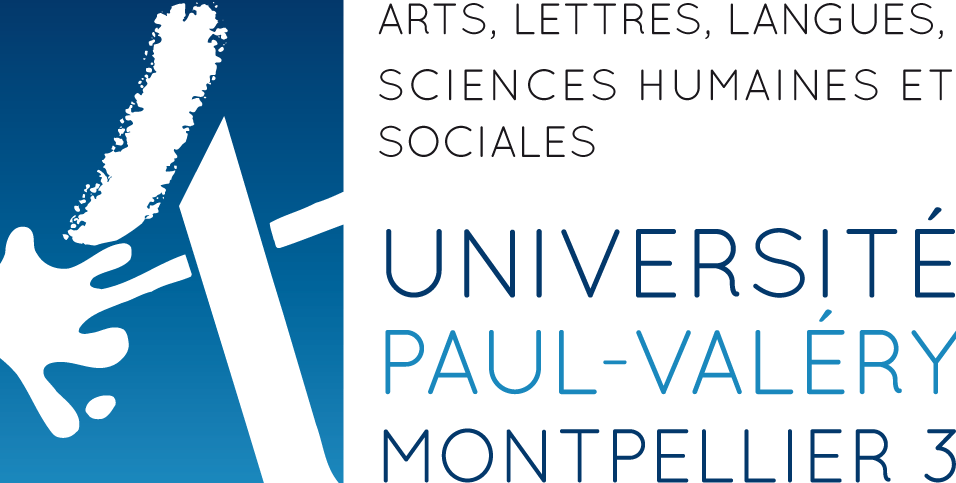 ARTS, LETTRES, LANGUES,
SCIENCES HUMAINES ET
SOCIALES
UNIVERSITÉ
PAUL-VALÉRY
MONTPELLIER 3